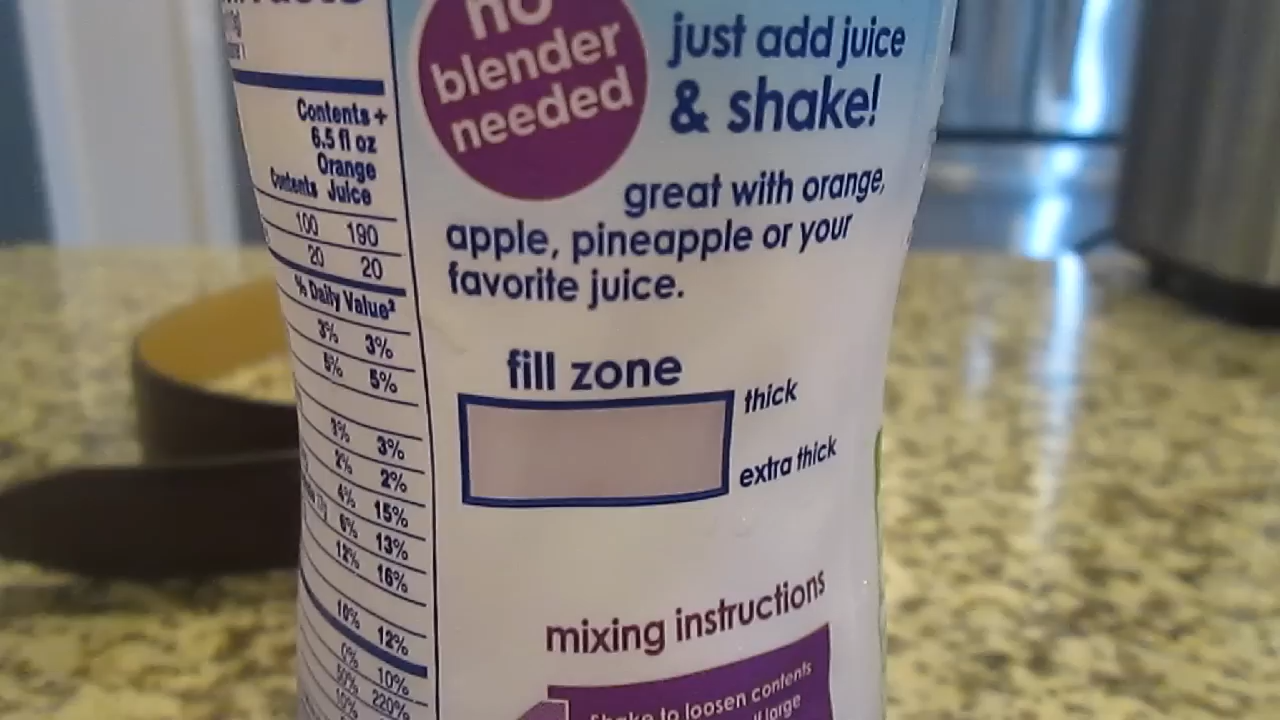 no
blender
needed
just add juice
& shake!
great with orange,
apple, pineapple or your
favorite juice.
fill zone
thick
extra thick
mixing instructions
Shake to loosen contents
large
Contents +
6.5 fl oz
Orange
Contents Juice
100 190
20 20
% Daily Value²
3% 3%
5% 5%
3% 3%
2% 2%
4% 15%
6% 13%
12% 16%
10% 12%
0% 10%
50% 220%
10%